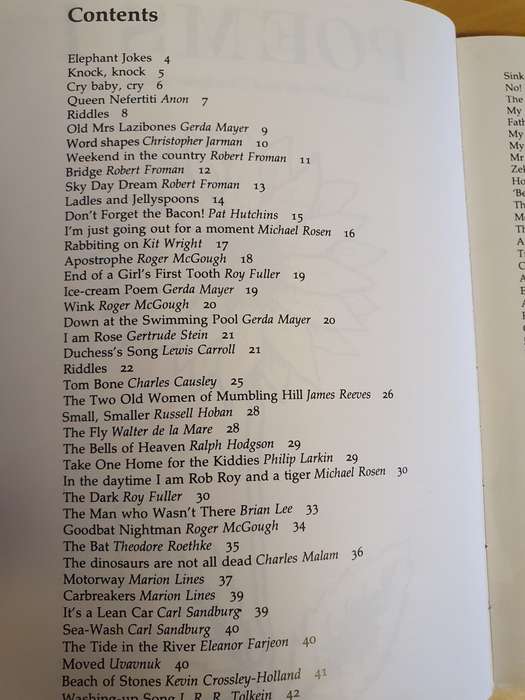 Contents
Elephant Jokes 4
Knock, knock 5
Cry baby, cry 6
Queen Nefertiti Anon 7
Riddles 8
Old Mrs Lazibones Gerda Mayer 9
Word shapes Christopher Jarman 10
Weekend in the country Robert Froman 11
Bridge Robert Froman 12
Sky Day Dream Robert Froman 13
Ladles and Jellyspoons 14
Don't Forget the Bacon! Pat Hutchins 15
I'm just going out for a moment Michael Rosen 16
Rabbiting on Kit Wright 17
Apostrophe Roger McGough 18
End of a Girl's First Tooth Roy Fuller 19
Ice-cream Poem Gerda Mayer 19
Wink Roger McGough 20
Down at the Swimming Pool Gerda Mayer 20
I am Rose Gertrude Stein 21
Duchess's Song Lewis Carroll 21
Riddles 22
Tom Bone Charles Causley 25
The Two Old Women of Mumbling Hill James Reeves 26
Small, Smaller Russell Hoban 28
The Fly Walter de la Mare 28
The Bells of Heaven Ralph Hodgson 29
Take One Home for the Kiddies Philip Larkin 29
In the daytime I am Rob Roy and a tiger Michael Rosen 30
The Dark Roy Fuller 30
The Man who Wasn't There Brian Lee 33
Goodbat Nightman Roger McGough 34
The Bat Theodore Roethke 35
The dinosaurs are not all dead Charles Malam 36
Motorway Marion Lines 37
Carbreakers Marion Lines 39
It's a Lean Car Carl Sandburg 39
Sea-Wash Carl Sandburg 40
The Tide in the River Eleanor Farjeon 40
Moved Uvavnuk 40
Beach of Stones Kevin Crossley-Holland 41
Washing-up Song J. R. R. Tolkein 42
Sink
No!
The
My
Fath
My
My
Mr